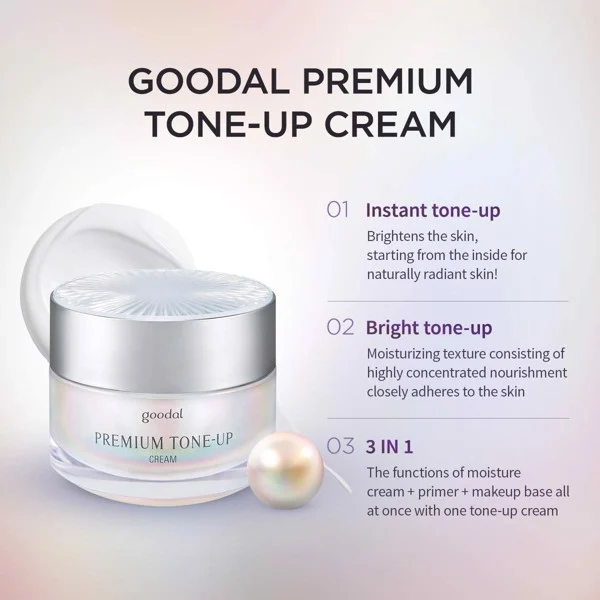 GOODAL PREMIUM
TONE-UP CREAM
01 Instant tone-up
Brightens the skin,
starting from the inside for
naturally radiant skin!
02 Bright tone-up
Moisturizing texture consisting of
highly concentrated nourishment
closely adheres to the skin
03 3 IN 1
The functions of moisture
cream + primer + makeup base all
at once with one tone-up cream
goodal
PREMIUM TONE-UP
CREAM